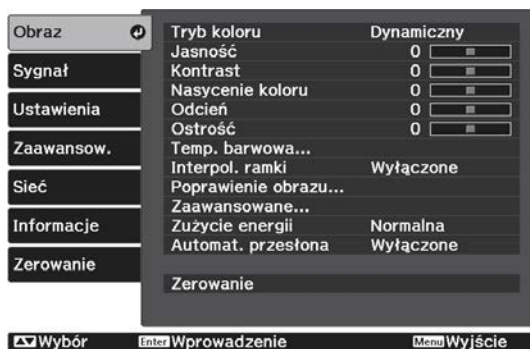 Obraz
Sygnał
Ustawienia
Zaawansow.
Sieć
Informacje
Zerowanie
Tryb koloru Dynamiczny
Jasność 0
Kontrast 0
Nasycenie koloru 0
Odcień 0
Ostrość 0
Temp. barwowa...
Interpol. ramki Wyłączone
Poprawienie obrazu...
Zaawansowane...
Zużycie energii Normalna
Automat. przesłona Wyłączone
Zerowanie
Wybór Enter Wprowadzenie Menu Wyjście